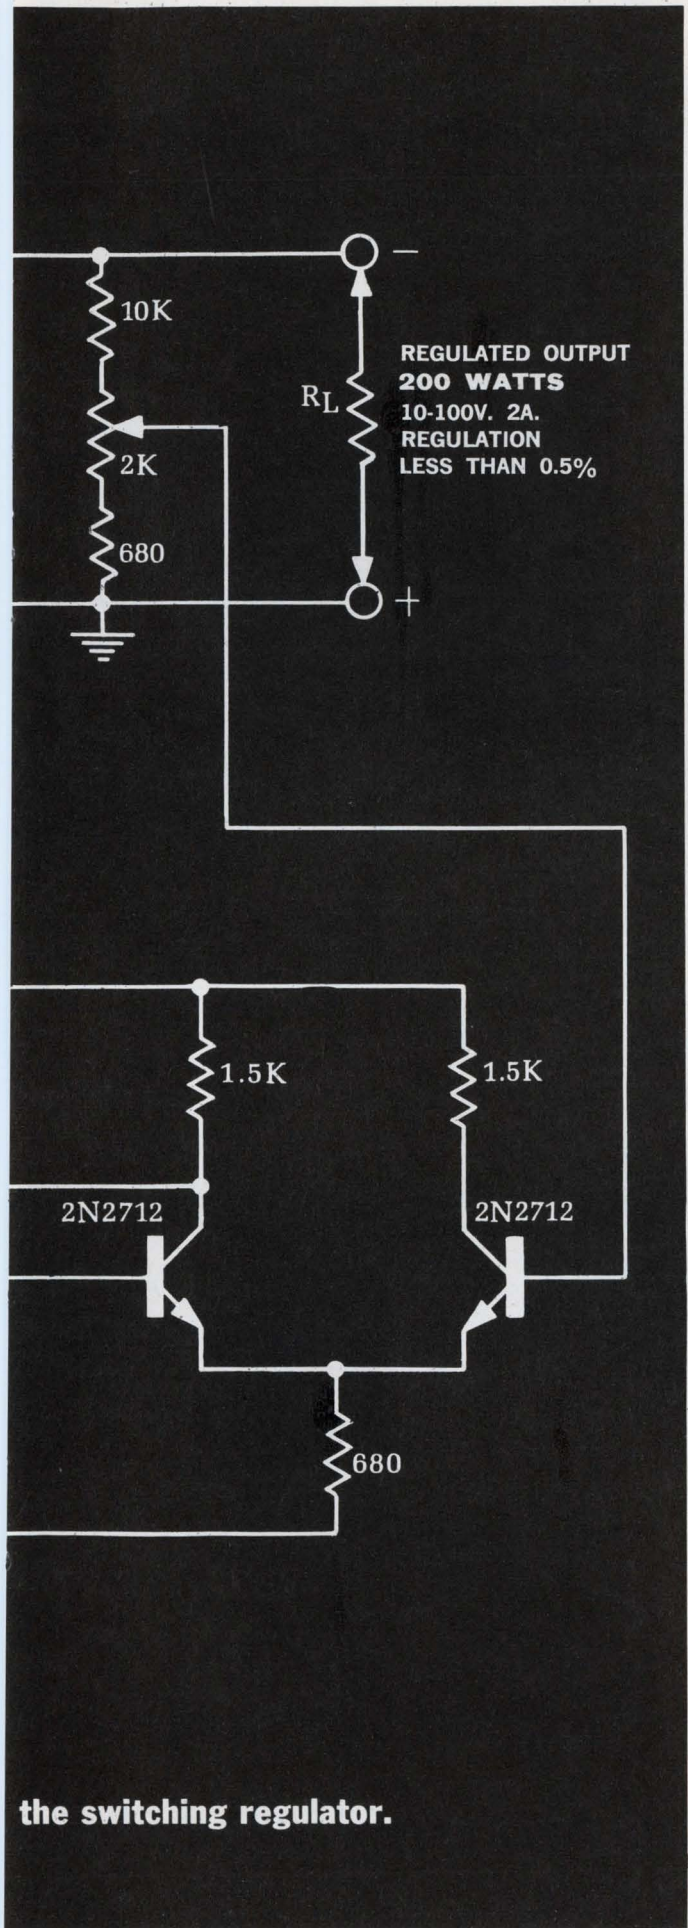 −
10K
REGULATED OUTPUT
200 WATTS
10-100V. 2A.
REGULATION
LESS THAN 0.5%
RL
2K
680
+
1.5K
1.5K
2N2712
2N2712
680
the switching regulator.